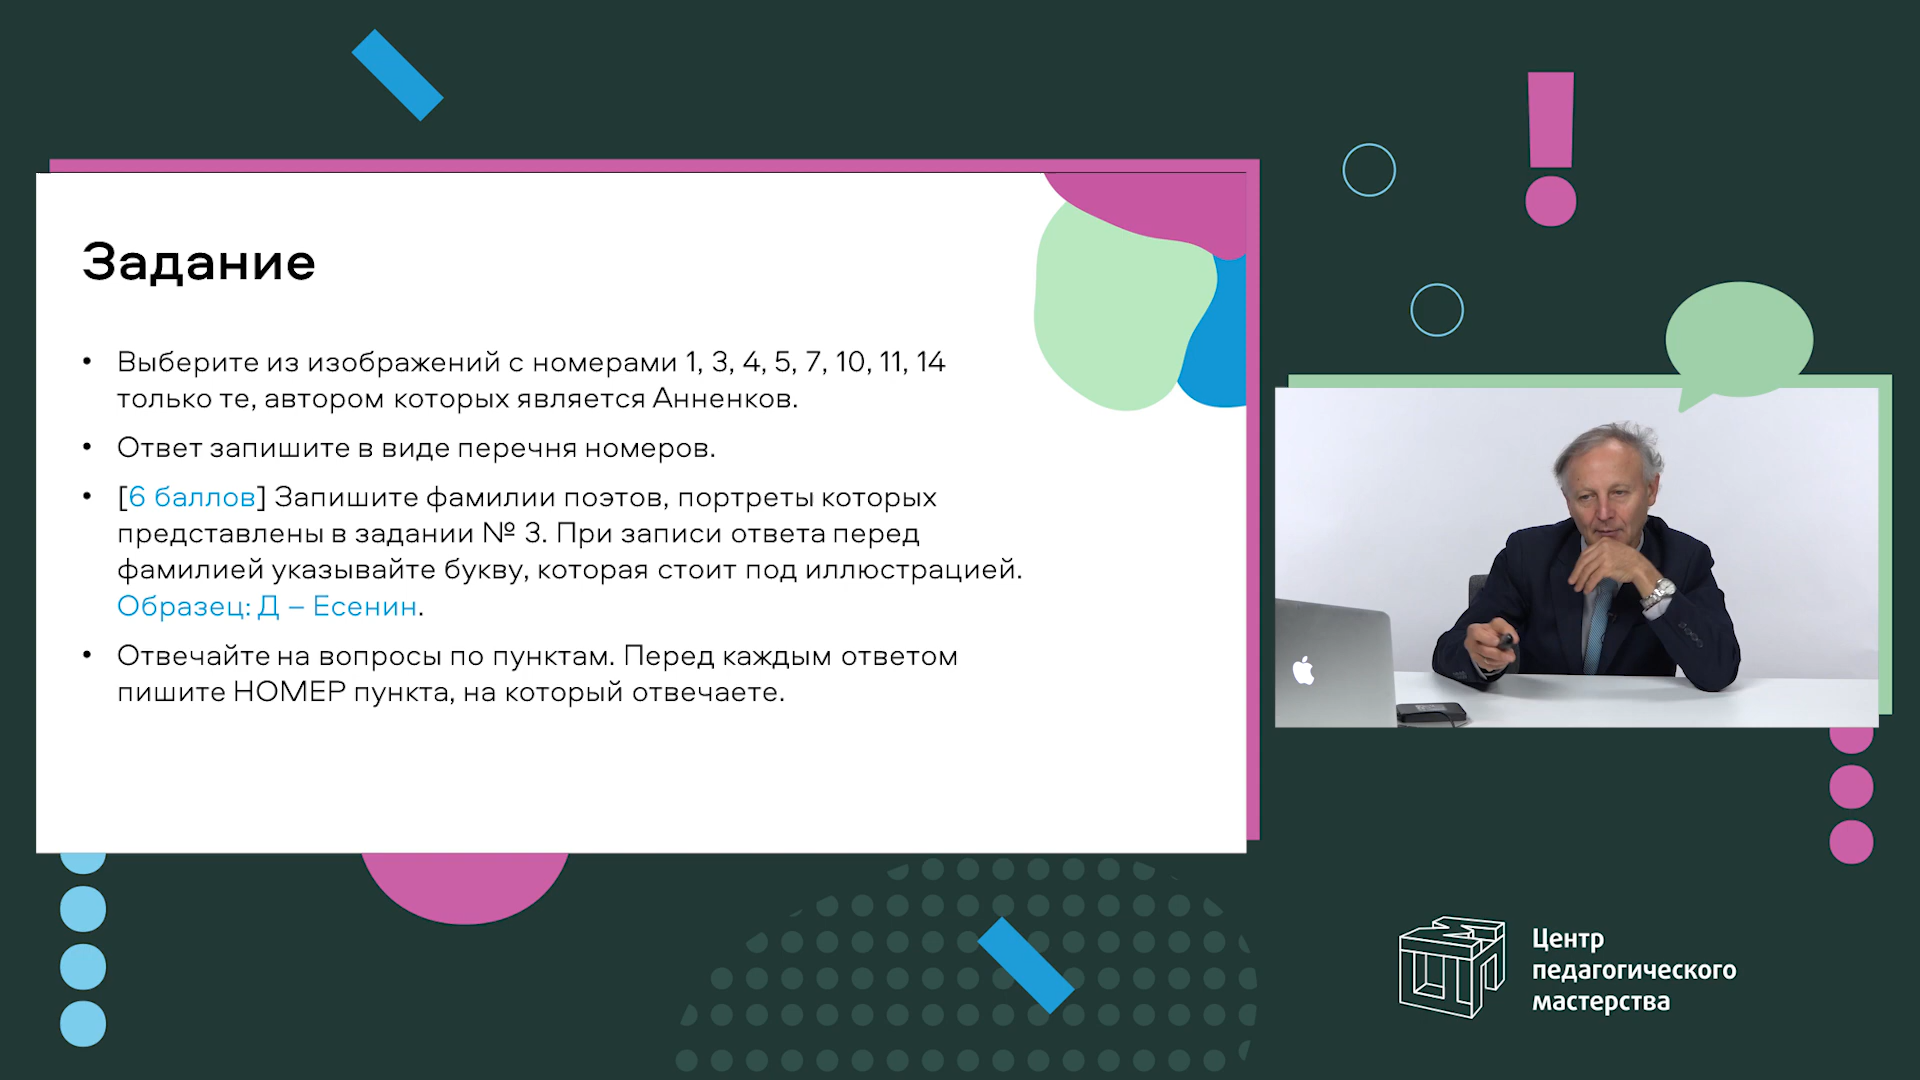 Задание
• Выберите из изображений с номерами 1, 3, 4, 5, 7, 10, 11, 14
только те, автором которых является Анненков.
• Ответ запишите в виде перечня номеров.
• [6 баллов] Запишите фамилии поэтов, портреты которых
представлены в задании № 3. При записи ответа перед
фамилией указывайте букву, которая стоит под иллюстрацией.
Образец: Д – Есенин.
• Отвечайте на вопросы по пунктам. Перед каждым ответом
пишите НОМЕР пункта, на который отвечаете.
Центр
педагогического
мастерства